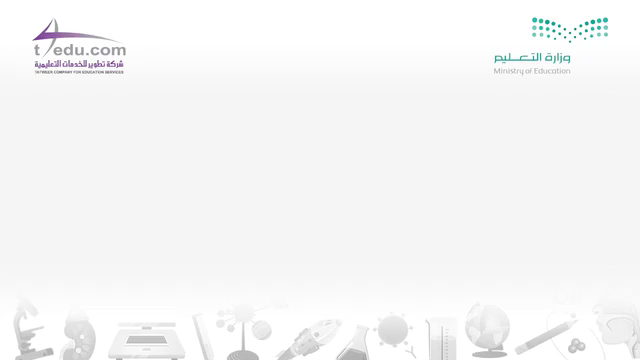 t4edu.com
شركة تطوير للخدمات التعليمية
TATWEER COMPANY FOR EDUCATION SERVICES
وزارة التعليم
Ministry of Education